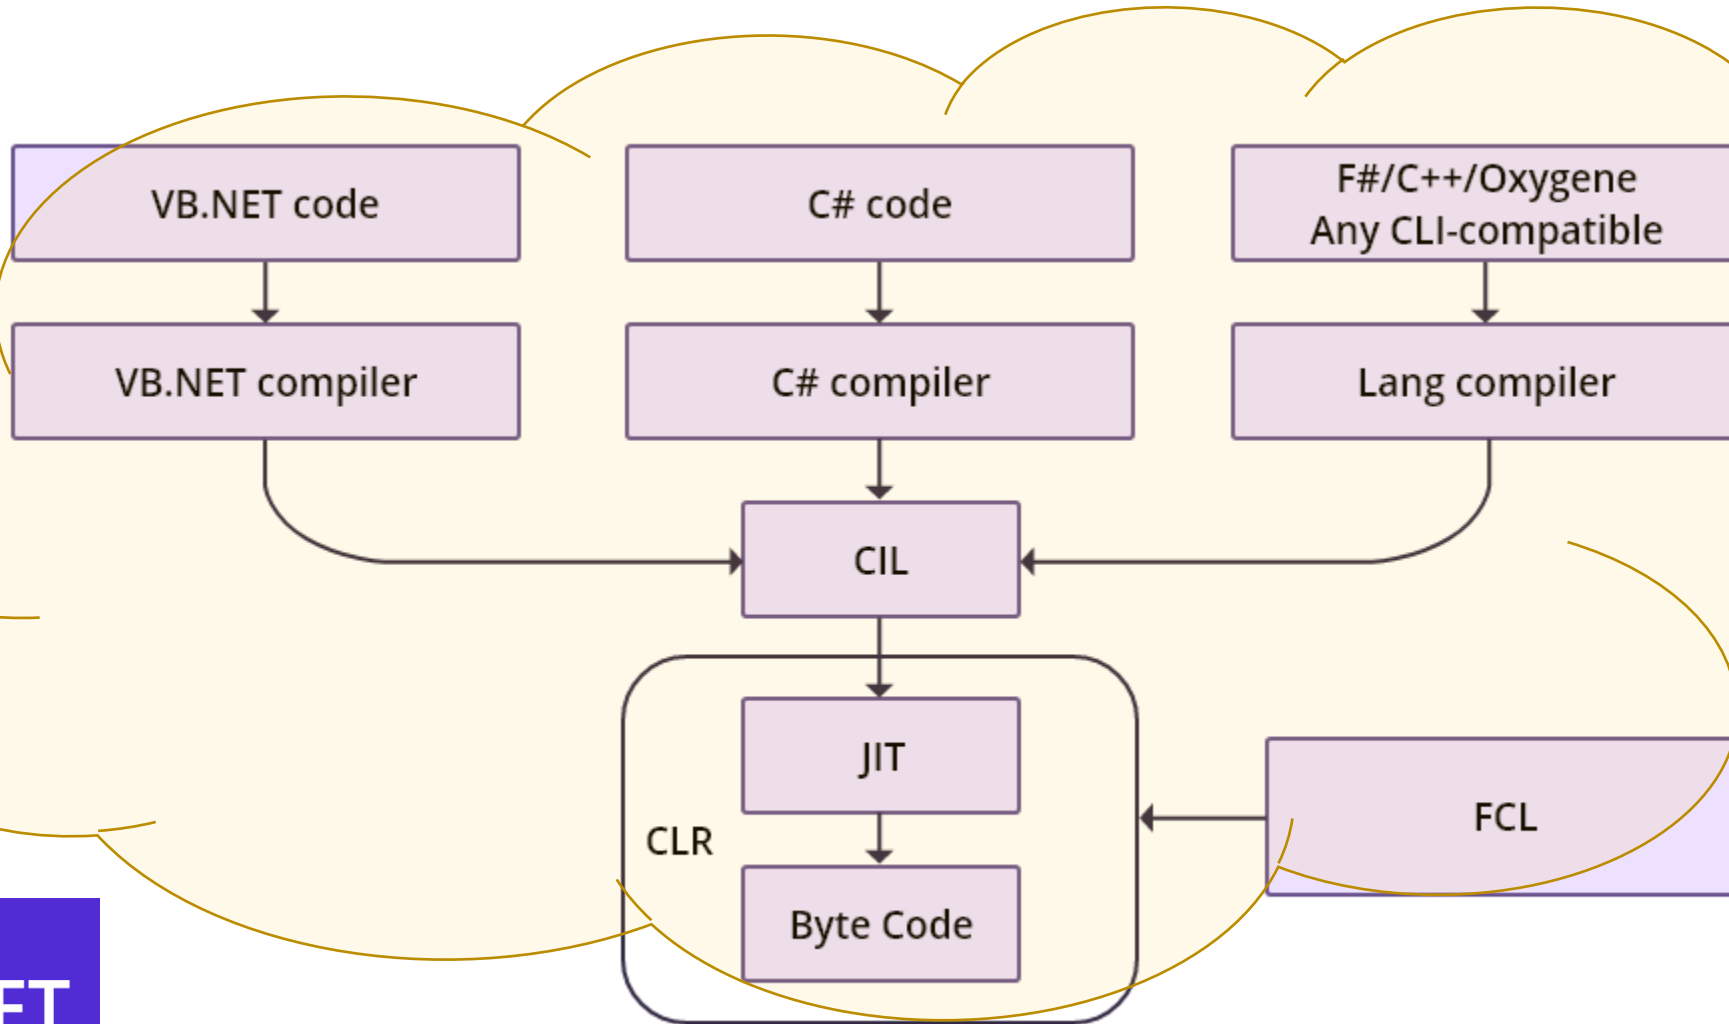 VB.NET code
C# code
F#/C++/Oxygene
Any CLI-compatible
VB.NET compiler
C# compiler
Lang compiler
CIL
JIT
CLR
FCL
Byte Code
ET